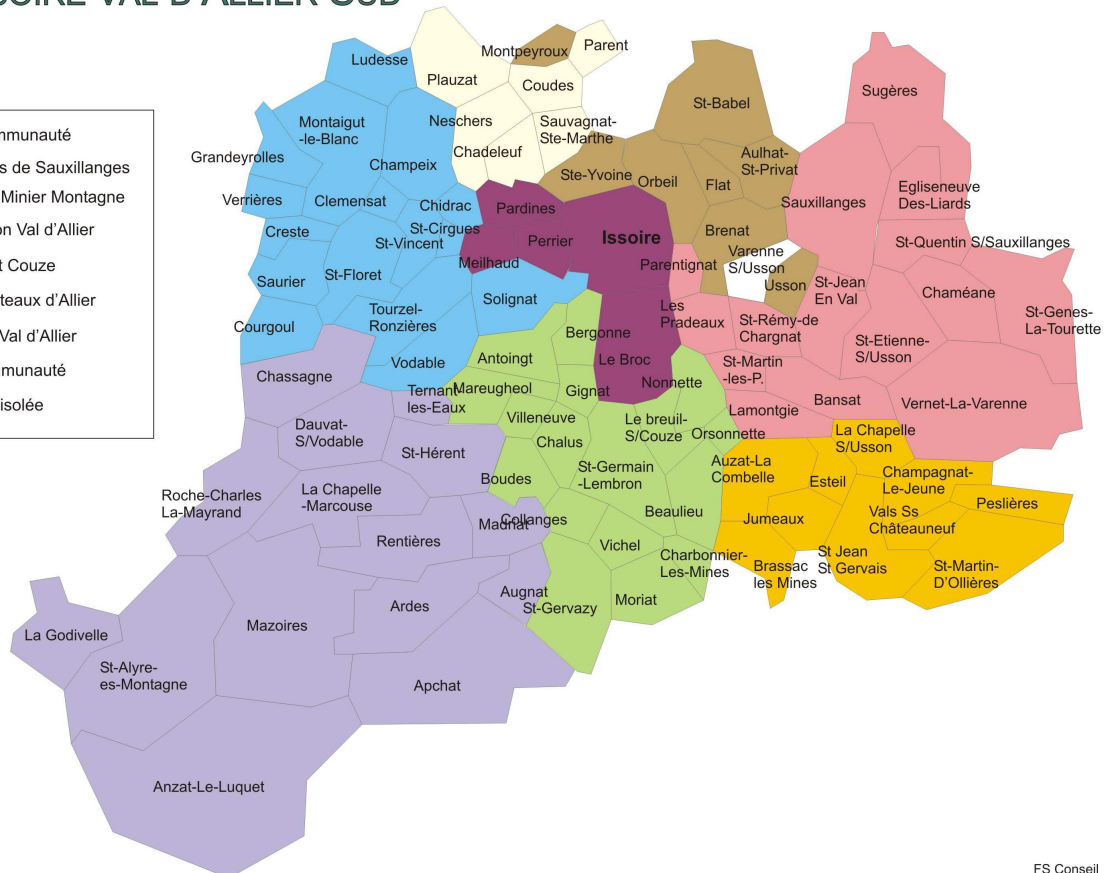 SOIRE VAL D'ALLIER SUD
mmunauté
s de Sauxillanges
Minier Montagne
on Val d'Allier
t Couze
teaux d'Allier
Val d'Allier
mmunauté
isolée
Ludesse
Plauzat
Montpeyroux
Parent
Coudes
Montaigut
-le-Blanc
Neschers
Sauvagnat-
Ste-Marthe
St-Babel
Sugères
Grandeyrolles
Champeix
Chadeleuf
Ste-Yvoine
Orbeil
Flat
Aulhat-
St-Privat
Verrières
Clemensat
Chidrac
Pardines
Sauxillanges
Egliseneuve
Des-Liards
Creste
St-Cirgues
St-Vincent
Perrier
Issoire
Brenat
Varenne
S/Usson
St-Quentin S/Sauxillanges
Saurier
St-Floret
Meilhaud
Parentignat
Usson
St-Jean
En Val
Chaméane
Solignat
Courgoul
Tourzel-
Ronzières
Les
Pradeaux
St-Rémy-de
Chargnat
St-Genes-
La-Tourette
Bergonne
St-Etienne-
S/Usson
Chassagne
Vodable
Antoingt
Le Broc
St-Martin
-les-P.
Ternant
les-Eaux
Mareugheol
Gignat
Nonnette
Bansat
Vernet-La-Varenne
Dauvat-
S/Vodable
Villeneuve
Le breuil-
S/Couze
Lamontgie
Chalus
Orsonnette
La Chapelle
S/Usson
St-Hérent
Boudes
St-Germain
-Lembron
Auzat-La
Combelle
Esteil
Champagnat-
Le-Jeune
Roche-Charles
La-Mayrand
La Chapelle
-Marcouse
Peslières
Madriat
Collanges
Beaulieu
Jumeaux
Vals Ss
Châteauneuf
Rentières
Vichel
Charbonnier-
Les-Mines
Brassac
les Mines
St Jean
St Gervais
St-Martin-
D'Ollières
Augnat
St-Gervazy
Moriat
Ardes
Mazoires
La Godivelle
St-Alyre-
es-Montagne
Apchat
Anzat-Le-Luquet
FS Conseil